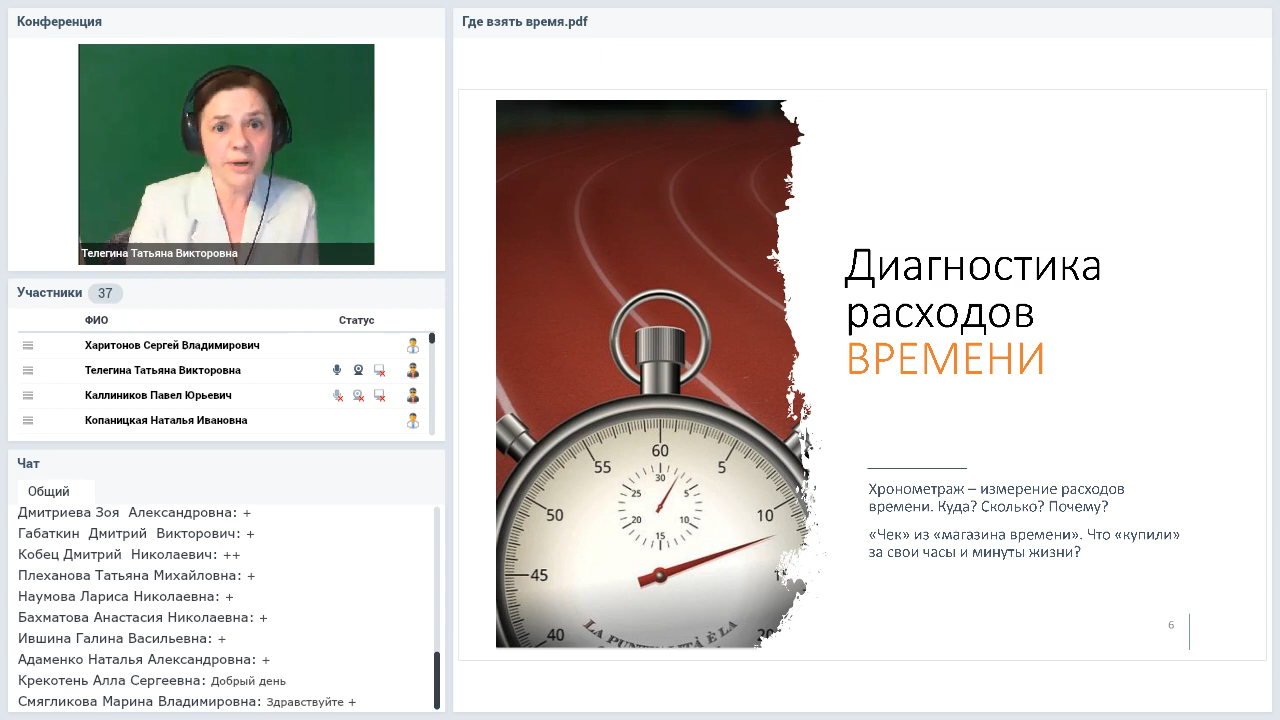 Конференция
Телегина Татьяна Викторовна
Участники 37
ФИО Статус
Харитонов Сергей Владимирович
Телегина Татьяна Викторовна
Каллиников Павел Юрьевич
Копаницкая Наталья Ивановна
Чат
Общий
Дмитриева Зоя Александровна: +
Габаткин Дмитрий Викторович: +
Кобец Дмитрий Николаевич: ++
Плеханова Татьяна Михайловна: +
Наумова Лариса Николаевна: +
Бахматова Анастасия Николаевна: +
Ившина Галина Васильевна: +
Адаменко Наталья Александровна: +
Крекотень Алла Сергеевна: Добрый день
Смягликова Марина Владимировна: Здравствуйте +
Где взять время.pdf
60
55 5
30
25 5
50 10
20 10
15
45
40 20
LA PUNTUALITÁ È LA
Диагностика
расходов
ВРЕМЕНИ
Хронометраж – измерение расходов
времени. Куда? Сколько? Почему?
«Чек» из «магазина времени». Что «купили»
за свои часы и минуты жизни?
6